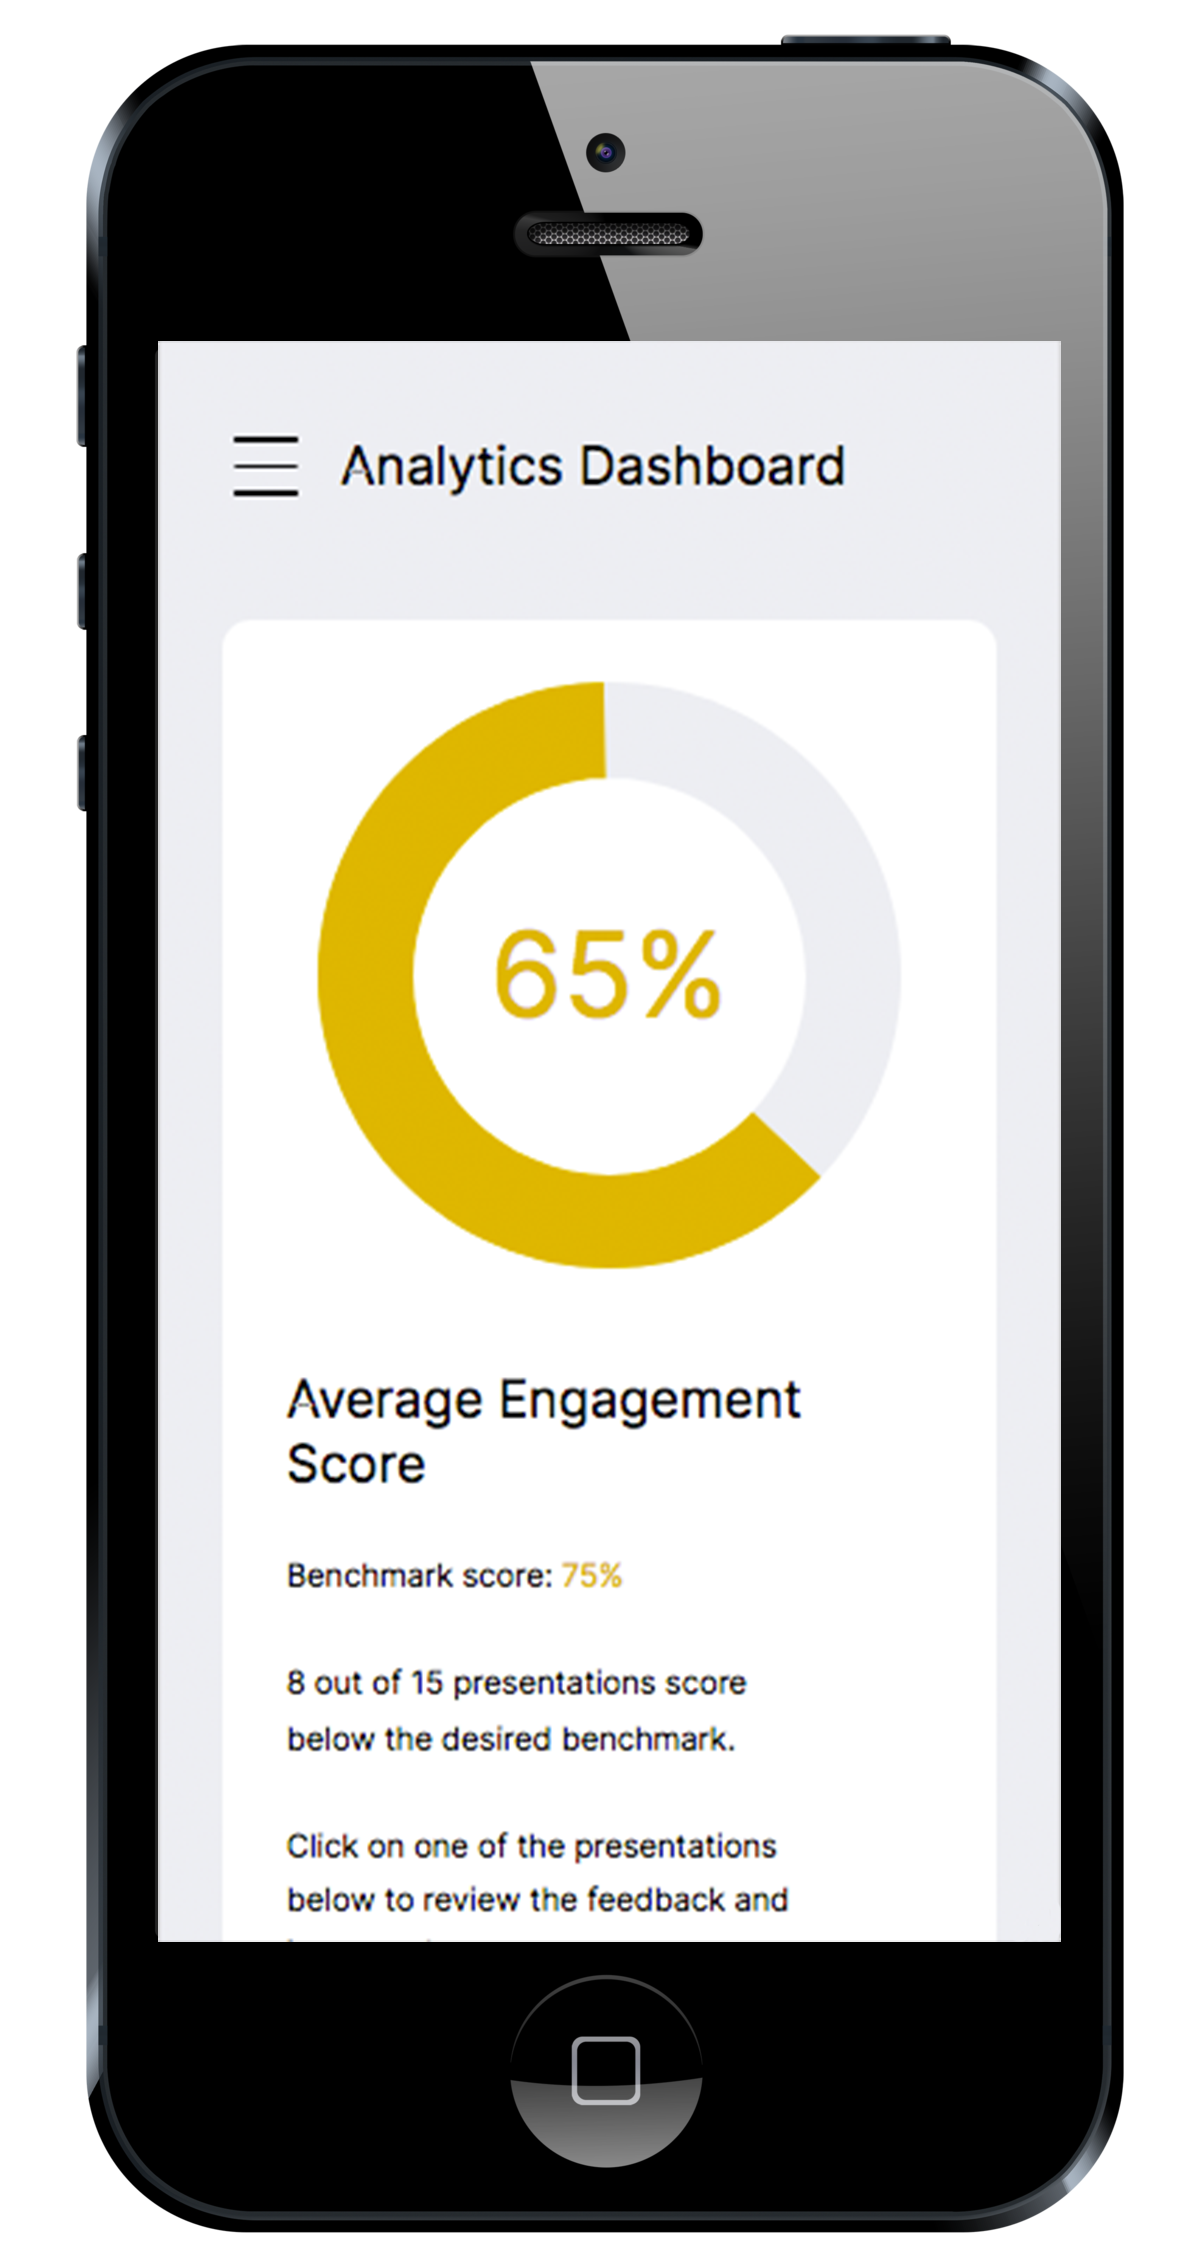 Analytics Dashboard
65%
Average Engagement
Score
Benchmark score: 75%
8 out of 15 presentations score
below the desired benchmark.
Click on one of the presentations
below to review the feedback and